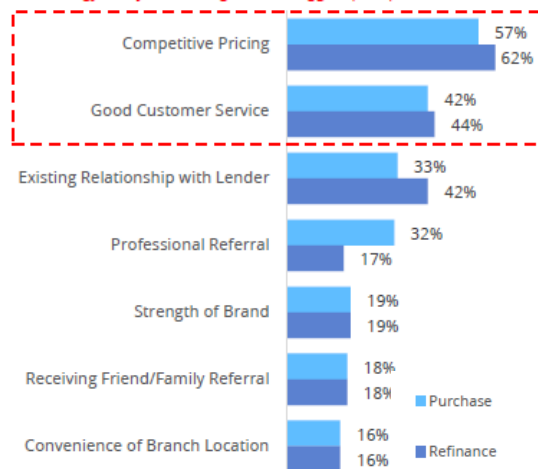 Competitive Pricing
57%
62%
Good Customer Service
42%
44%
Existing Relationship with Lender
33%
42%
Professional Referral
32%
17%
Strength of Brand
19%
19%
Receiving Friend/Family Referral
18%
18%
Purchase
Convenience of Branch Location
16%
16%
Refinance